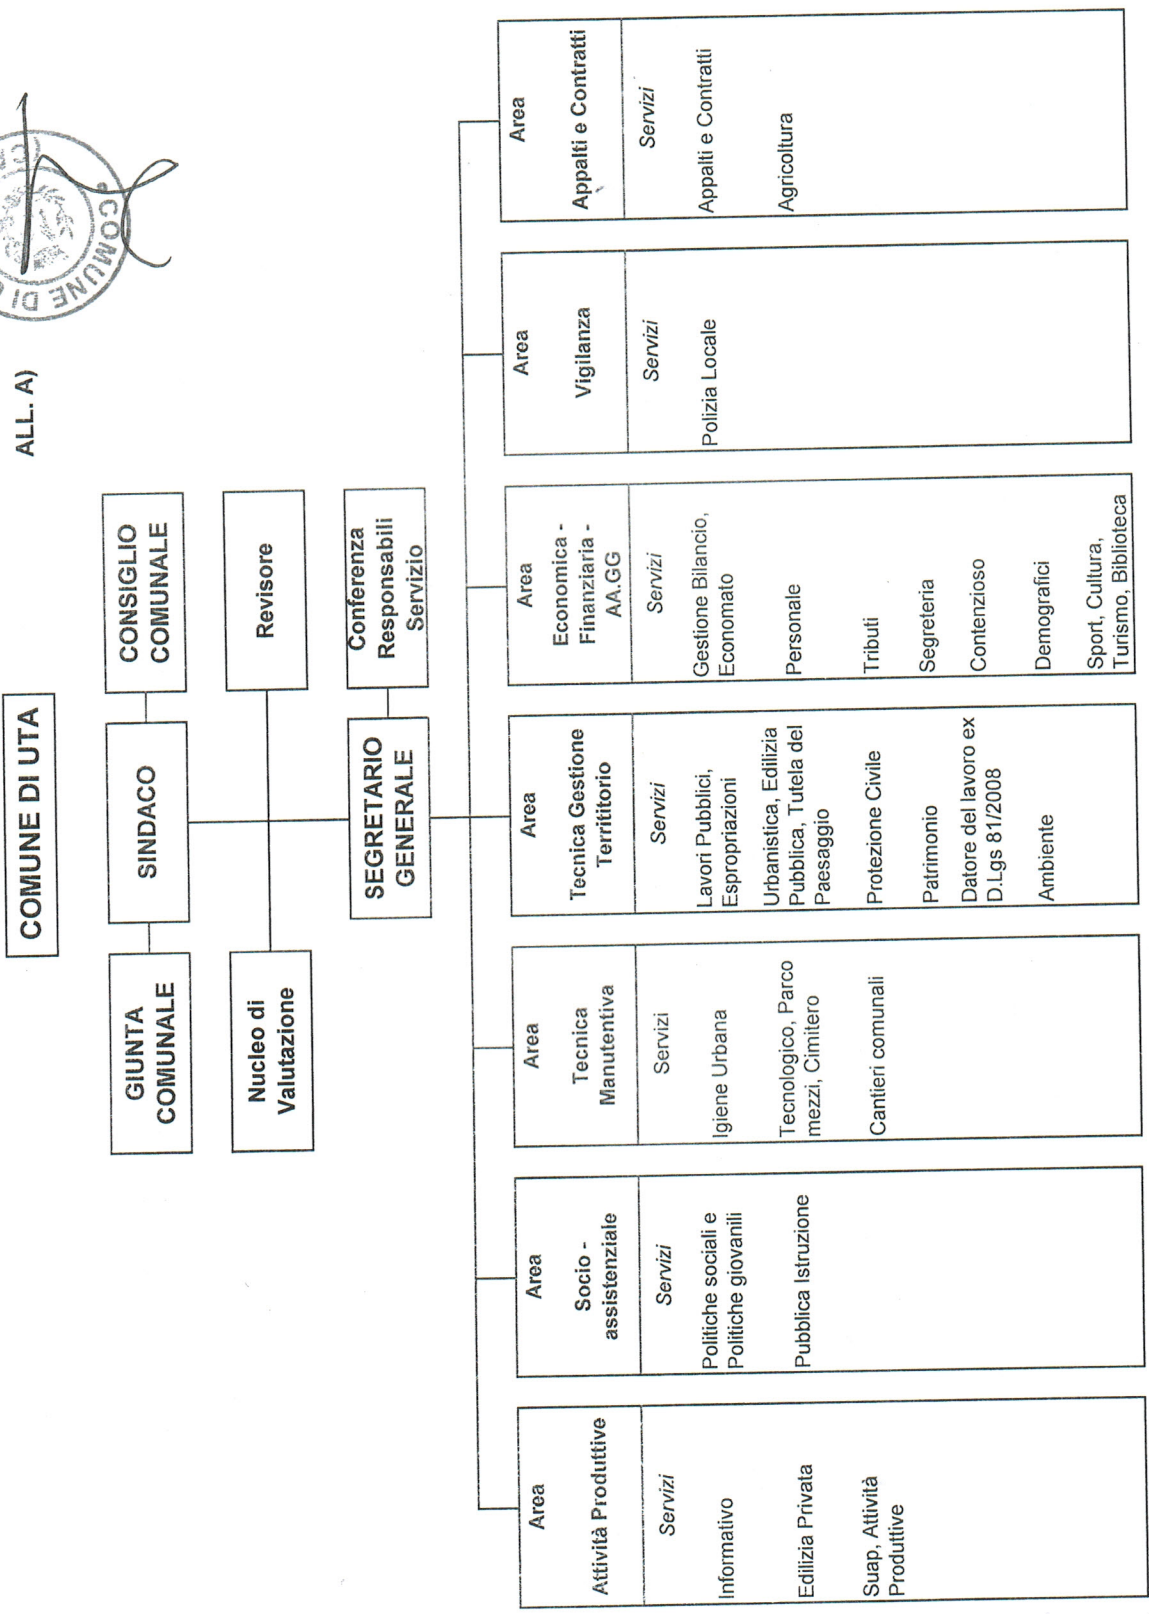 ALL. A)
COMUNE DI
COMUNE DI UTA
GIUNTA
COMUNALE
SINDACO
CONSIGLIO
COMUNALE
Nucleo di
Valutazione
Revisore
SEGRETARIO
GENERALE
Conferenza
Responsabili
Servizio
Area
Attività Produttive
Servizi
Informativo
Edilizia Privata
Suap, Attività
Produttive
Area
Socio -
assistenziale
Servizi
Politiche sociali e
Politiche giovanili
Pubblica Istruzione
Area
Tecnica
Manutentiva
Servizi
Igiene Urbana
Tecnologico, Parco
mezzi, Cimitero
Cantieri comunali
Area
Tecnica Gestione
Territitorio
Servizi
Lavori Pubblici,
Espropriazioni
Urbanistica, Edilizia
Pubblica, Tutela del
Paesaggio
Protezione Civile
Patrimonio
Datore del lavoro ex
D.Lgs 81/2008
Ambiente
Area
Economica -
Finanziaria -
AA.GG
Servizi
Gestione Bilancio,
Economato
Personale
Tributi
Segreteria
Contenzioso
Demografici
Sport, Cultura,
Turismo, Biblioteca
Area
Vigilanza
Servizi
Polizia Locale
Area
Appalti e Contratti
Servizi
Appalti e Contratti
Agricoltura